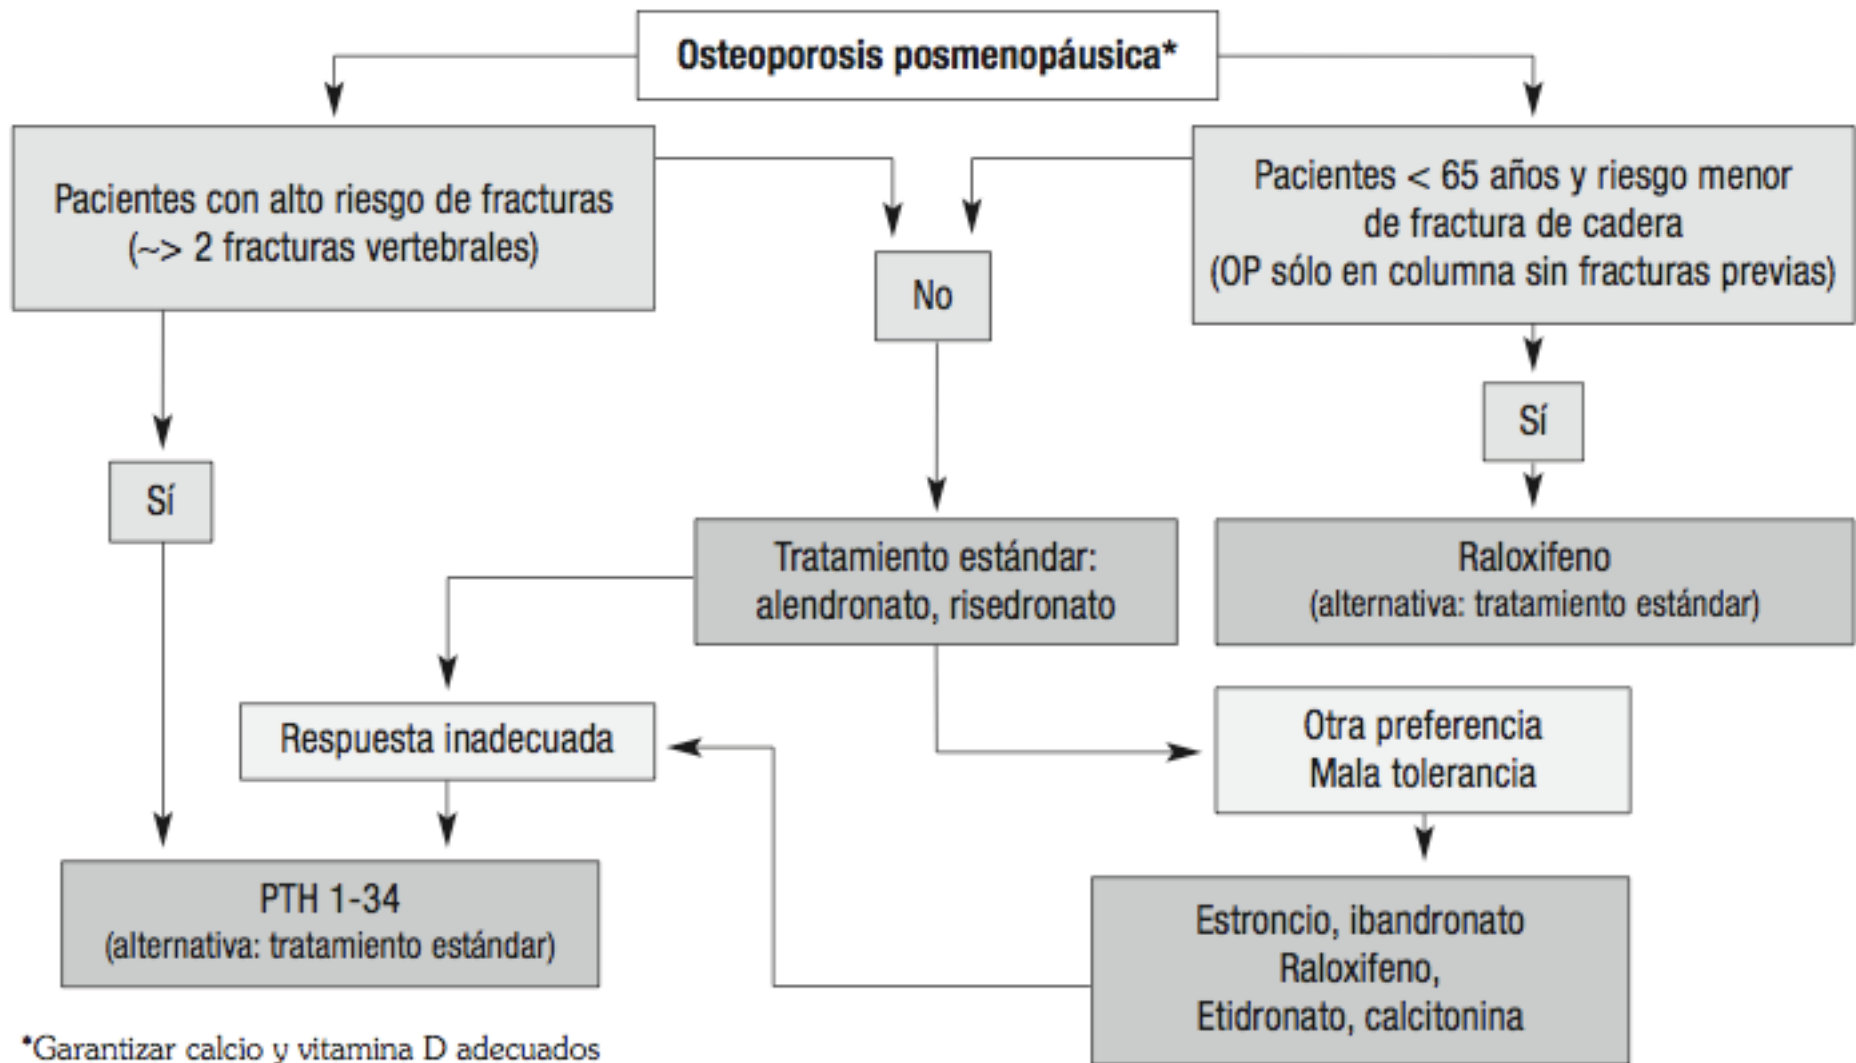 Osteoporosis posmenopáusica*
Pacientes con alto riesgo de fracturas
(~> 2 fracturas vertebrales)
No
Pacientes < 65 años y riesgo menor
de fractura de cadera
(OP sólo en columna sin fracturas previas)
Sí
Sí
Tratamiento estándar:
alendronato, risedronato
Raloxifeno
(alternativa: tratamiento estándar)
Respuesta inadecuada
Otra preferencia
Mala tolerancia
PTH 1-34
(alternativa: tratamiento estándar)
Estroncio, ibandronato
Raloxifeno,
Etidronato, calcitonina
*Garantizar calcio y vitamina D adecuados